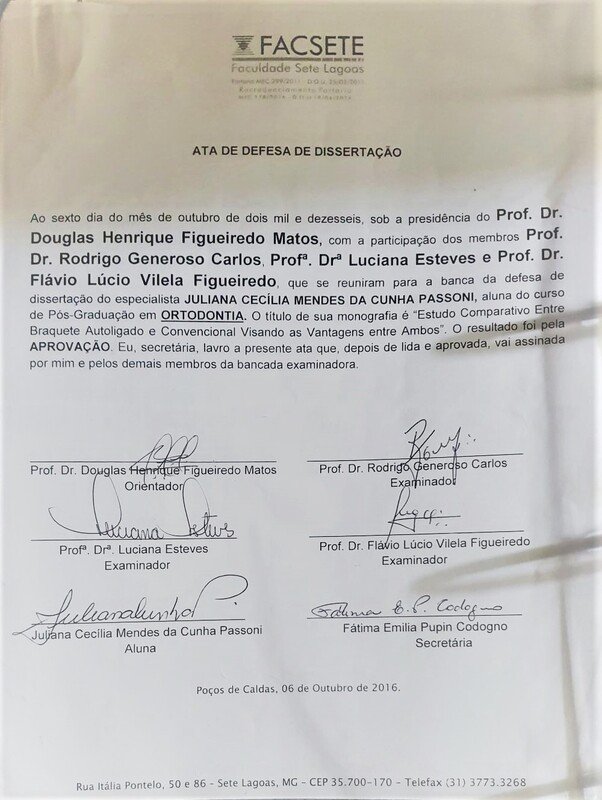 FACSETE
Faculdade Sete Lagoas
ATA DE DEFESA DE DISSERTAÇÃO
Ao sexto dia do mês de outubro de dois mil e dezesseis, sob a presidência do Prof. Dr.
Douglas Henrique Figueiredo Matos, com a participação dos membros Prof.
Dr. Rodrigo Generoso Carlos, Profª. Drª Luciana Esteves e Prof. Dr.
Flávio Lúcio Vilela Figueiredo, que se reuniram para a banca da defesa de
dissertação do especialista JULIANA CECÍLIA MENDES DA CUNHA PASSONI, aluna do curso
de Pós-Graduação em ORTODONTIA. O título de sua monografia é “Estudo Comparativo Entre
Braquete Autoligado e Convencional Visando as Vantagens entre Ambos”. O resultado foi pela
APROVAÇÃO. Eu, secretária, lavro a presente ata que, depois de lida e aprovada, vai assinada
por mim e pelos demais membros da bancada examinadora.
Prof. Dr. Douglas Henrique Figueiredo Matos
Orientador
Prof. Dr. Rodrigo Generoso Carlos
Examinador
Luciana Esteves
Profª. Drª. Luciana Esteves
Examinador
Prof. Dr. Flávio Lúcio Vilela Figueiredo
Examinador
Juliana Cecília Mendes da Cunha Passoni
Aluna
Fátima E. P. Codogno
Fátima Emilia Pupin Codogno
Secretária
Poços de Caldas, 06 de Outubro de 2016.
Rua Itália Pontelo, 50 e 86 - Sete Lagoas, MG - CEP 35.700-170 - Telefax (31) 3773.3268